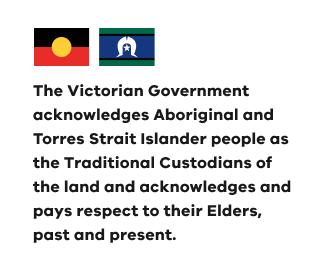 The Victorian Government
acknowledges Aboriginal and
Torres Strait Islander people as
the Traditional Custodians of
the land and acknowledges and
pays respect to their Elders,
past and present.